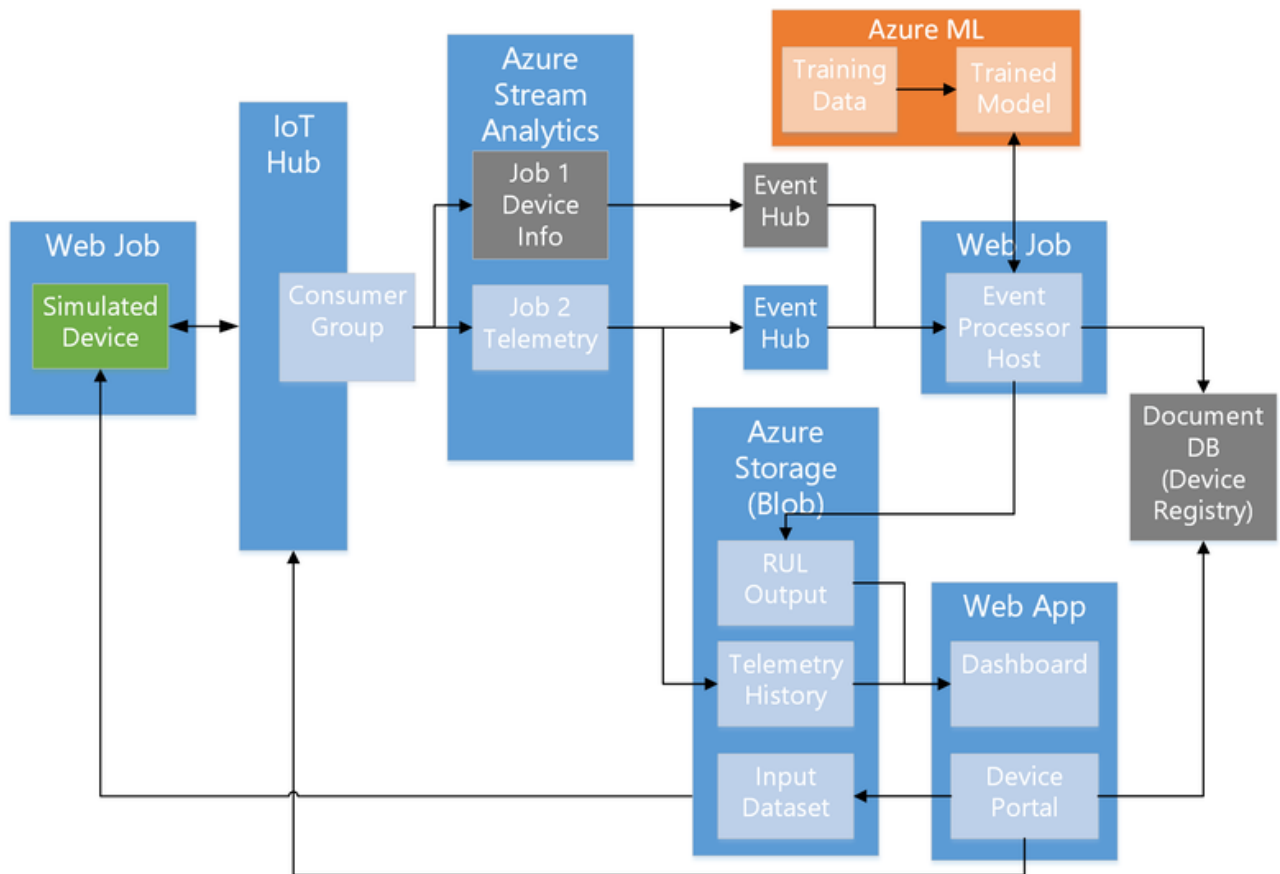 Azure ML
Training
Data
Trained
Model
Azure
Stream
Analytics
IoT
Hub
Job 1
Device
Info
Event
Hub
Web Job
Simulated
Device
Consumer
Group
Job 2
Telemetry
Event
Hub
Web Job
Event
Processor
Host
Document
DB
(Device
Registry)
Azure
Storage
(Blob)
RUL
Output
Telemetry
History
Input
Dataset
Web App
Dashboard
Device
Portal